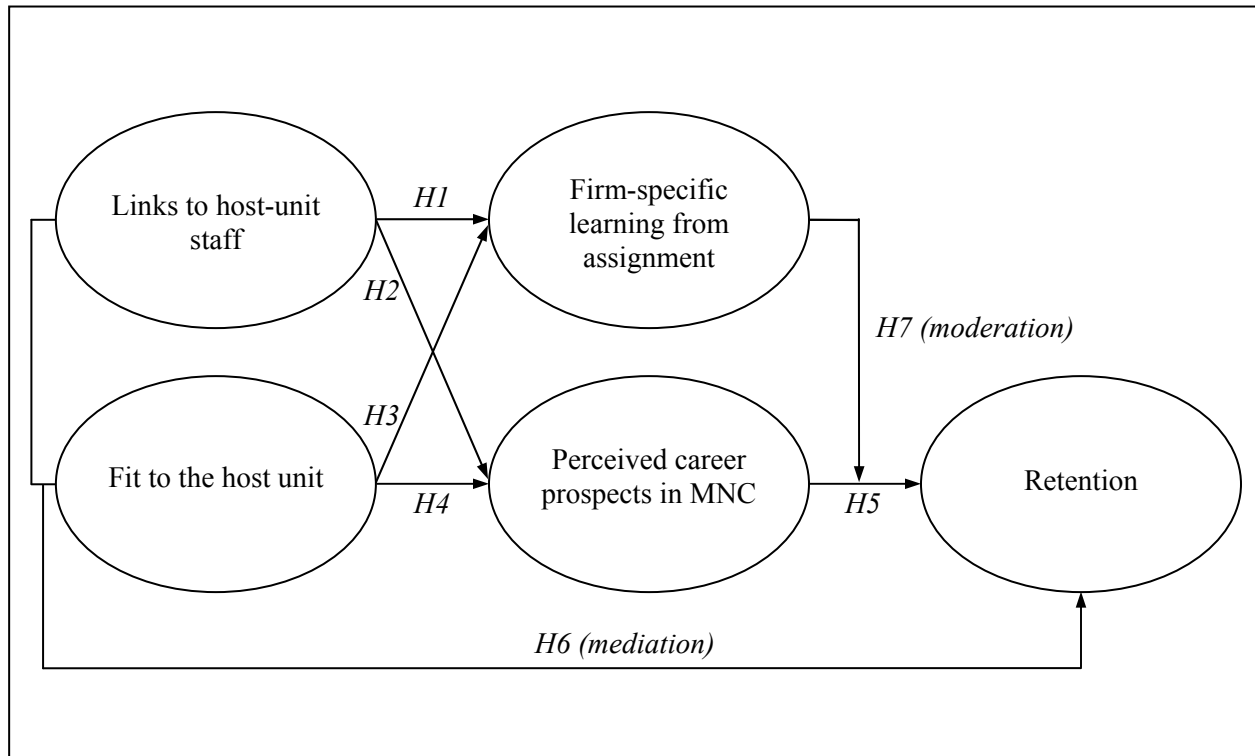 Links to host-unit
staff
H1
Firm-specific
learning from
assignment
H2
H7 (moderation)
H3
Fit to the host unit
H4
Perceived career
prospects in MNC
H5
Retention
H6 (mediation)